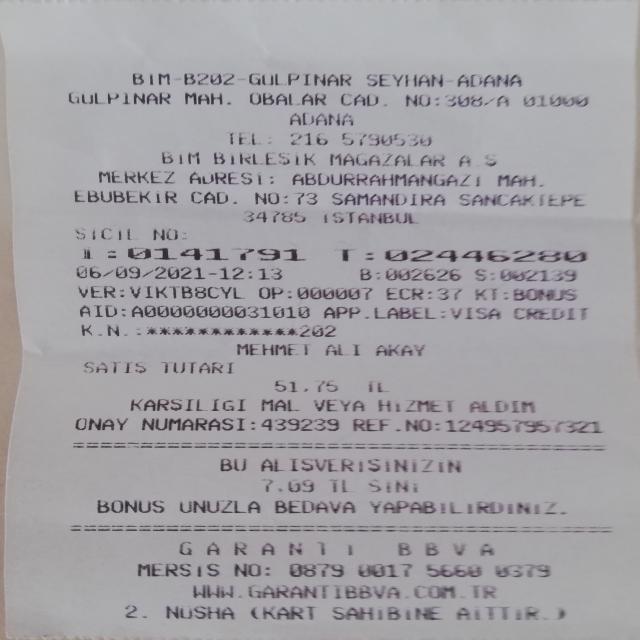 BiM-B202-GULPINAR SEYHAN-ADANA
GULPINAR MAH. OBALAR CAD. NO:308/A 01000
ADANA
TEL: 216 5790530
BiM BiRLESiK MAGAZALAR A.S
MERKEZ ADRESi: ABDURRAHMANGAZi MAH.
EBUBEKiR CAD. NO:73 SAMANDIRA SANCAKTEPE
34785 iSTANBUL
SiCiL NO:
i:0141791 T:02446280
06/09/2021-12:13 B:002626 S:002139
VER:VIKTB8CYL OP:000007 ECR:37 KT:BONUS
AID:A0000000031010 APP.LABEL:VISA CREDIT
K.N.:************202
MEHMET ALI AKAY
SATIS TUTARI
51,75 TL
KARSILIGI MAL VEYA HiZMET ALDIM
ONAY NUMARASI:439239 REF.NO:124957957321
========================================
BU ALISVERiSiNiZiN
7.09 TL SiNi
BONUS UNUZLA BEDAVA YAPABiLiRDiNiZ.
========================================
G A R A N T i B B V A
MERSiS NO: 0879 0017 5660 0379
WWW.GARANTIBBVA.COM.TR
2. NUSHA (KART SAHiBiNE AiTTiR.)